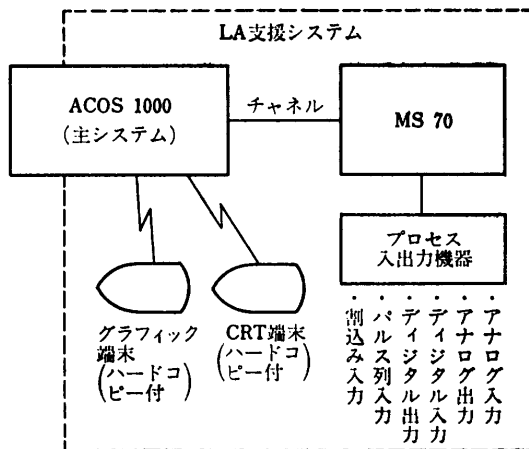 LA支援システム
ACOS 1000
(主システム)
チャネル
MS 70
プロセス
入出力機器
グラフィック
端末
(ハードコ
ピー付)
CRT端末
(ハードコ
ピー付)
・アナログ入力
・アナログ出力
・ディジタル入力
・ディジタル出力
・パルス列入力
・割込み入力